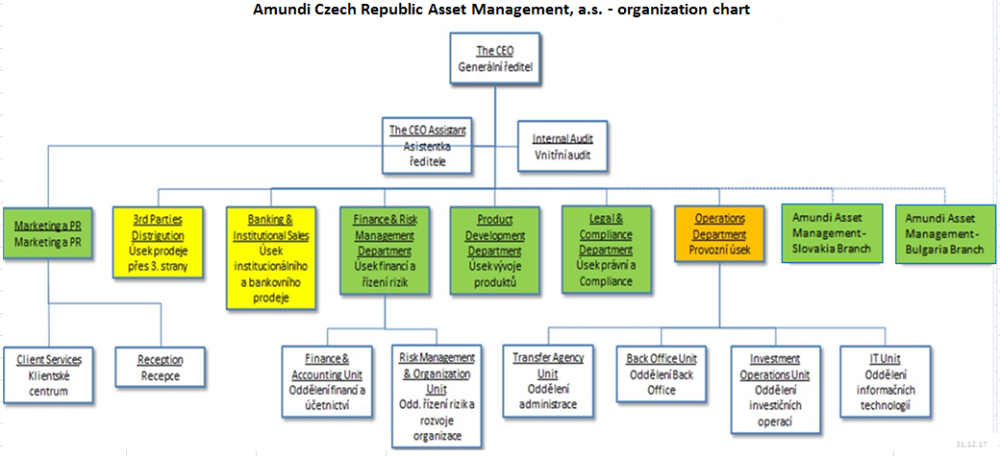 Amundi Czech Republic Asset Management, a.s. - organization chart
The CEO
Generální ředitel
The CEO Assistant
Asistentka
ředitele
Internal Audit
Vnitřní audit
Marketing a PR
Marketing a PR
3rd Parties
Distrigution
Úsek prodeje
přes 3. strany
Banking &
Institutional Sales
Úsek
institucionálního
a bankovního
prodeje
Finance & Risk
Management
Department
Úsek financí a
řízení rizik
Product
Development
Department
Úsek vývoje
produktů
Legal &
Compliance
Department
Úsek právní a
Compliance
Operations
Department
Provozní úsek
Amundi Asset
Management-
Slovakia Branch
Amundi Asset
Management-
Bulgaria Branch
Client Services
Klientské
centrum
Reception
Recepce
Finance &
Accounting Unit
Oddělení financí a
účetnictví
Risk Management
& Organization
Unit
Odd. řízení rizik a
rozvoje
organizace
Transfer Agency
Unit
Oddělení
administrace
Back Office Unit
Oddělení Back
Office
Investment
Operations Unit
Oddělení
investičních
operací
IT Unit
Oddělení
informačních
technologií
31.12.17